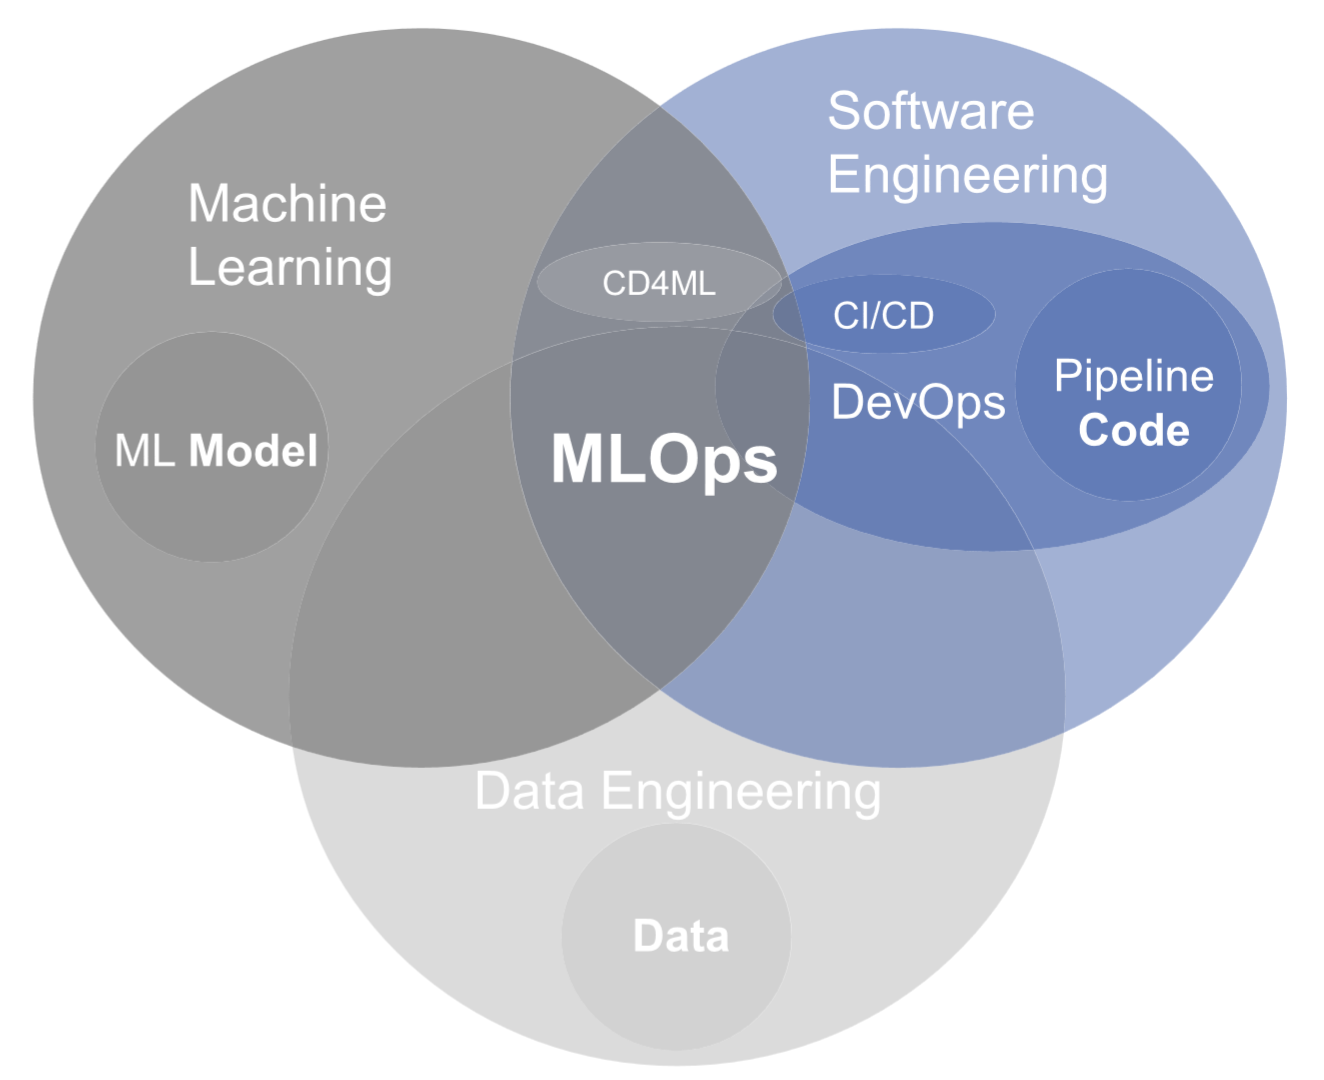 Software
Engineering
Machine
Learning
CD4ML
CI/CD
DevOps
Pipeline
Code
ML Model
MLOps
Data Engineering
Data